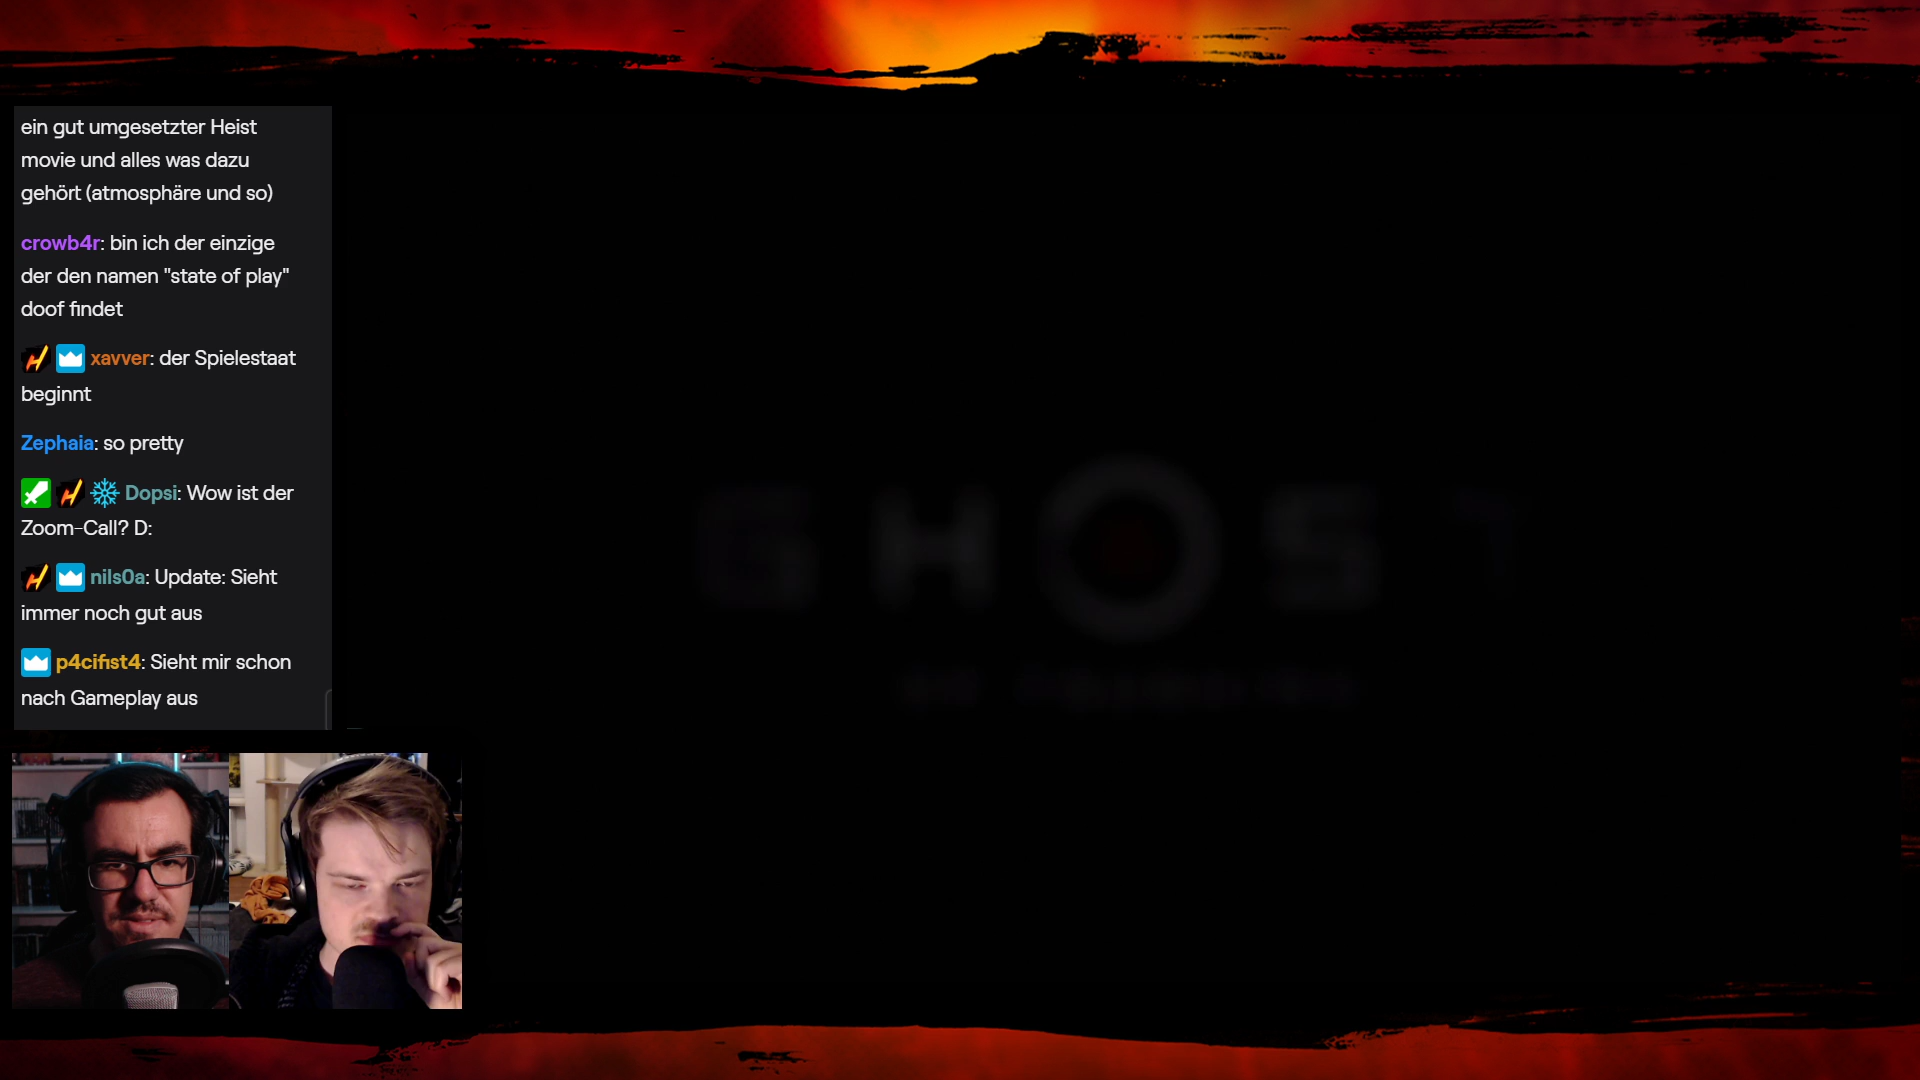 ein gut umgesetzter Heist
movie und alles was dazu
gehört (atmosphäre und so)
crowb4r: bin ich der einzige
der den namen "state of play"
doof findet
xavver: der Spielestaat
beginnt
Zephaia: so pretty
Dopsi: Wow ist der
Zoom-Call? D:
nils0a: Update: Sieht
immer noch gut aus
p4cifist4: Sieht mir schon
nach Gameplay aus
GHOST